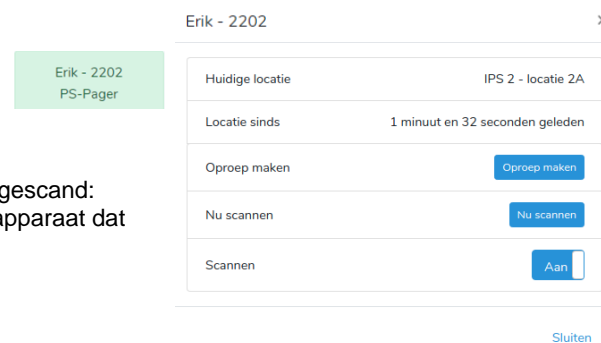 Erik - 2202
Erik - 2202
PS-Pager
Huidige locatie IPS 2 - locatie 2A
Locatie sinds 1 minuut en 32 seconden geleden
Oproep maken Oproep maken
gescand:
apparaat dat
Nu scannen Nu scannen
Scannen Aan
Sluiten